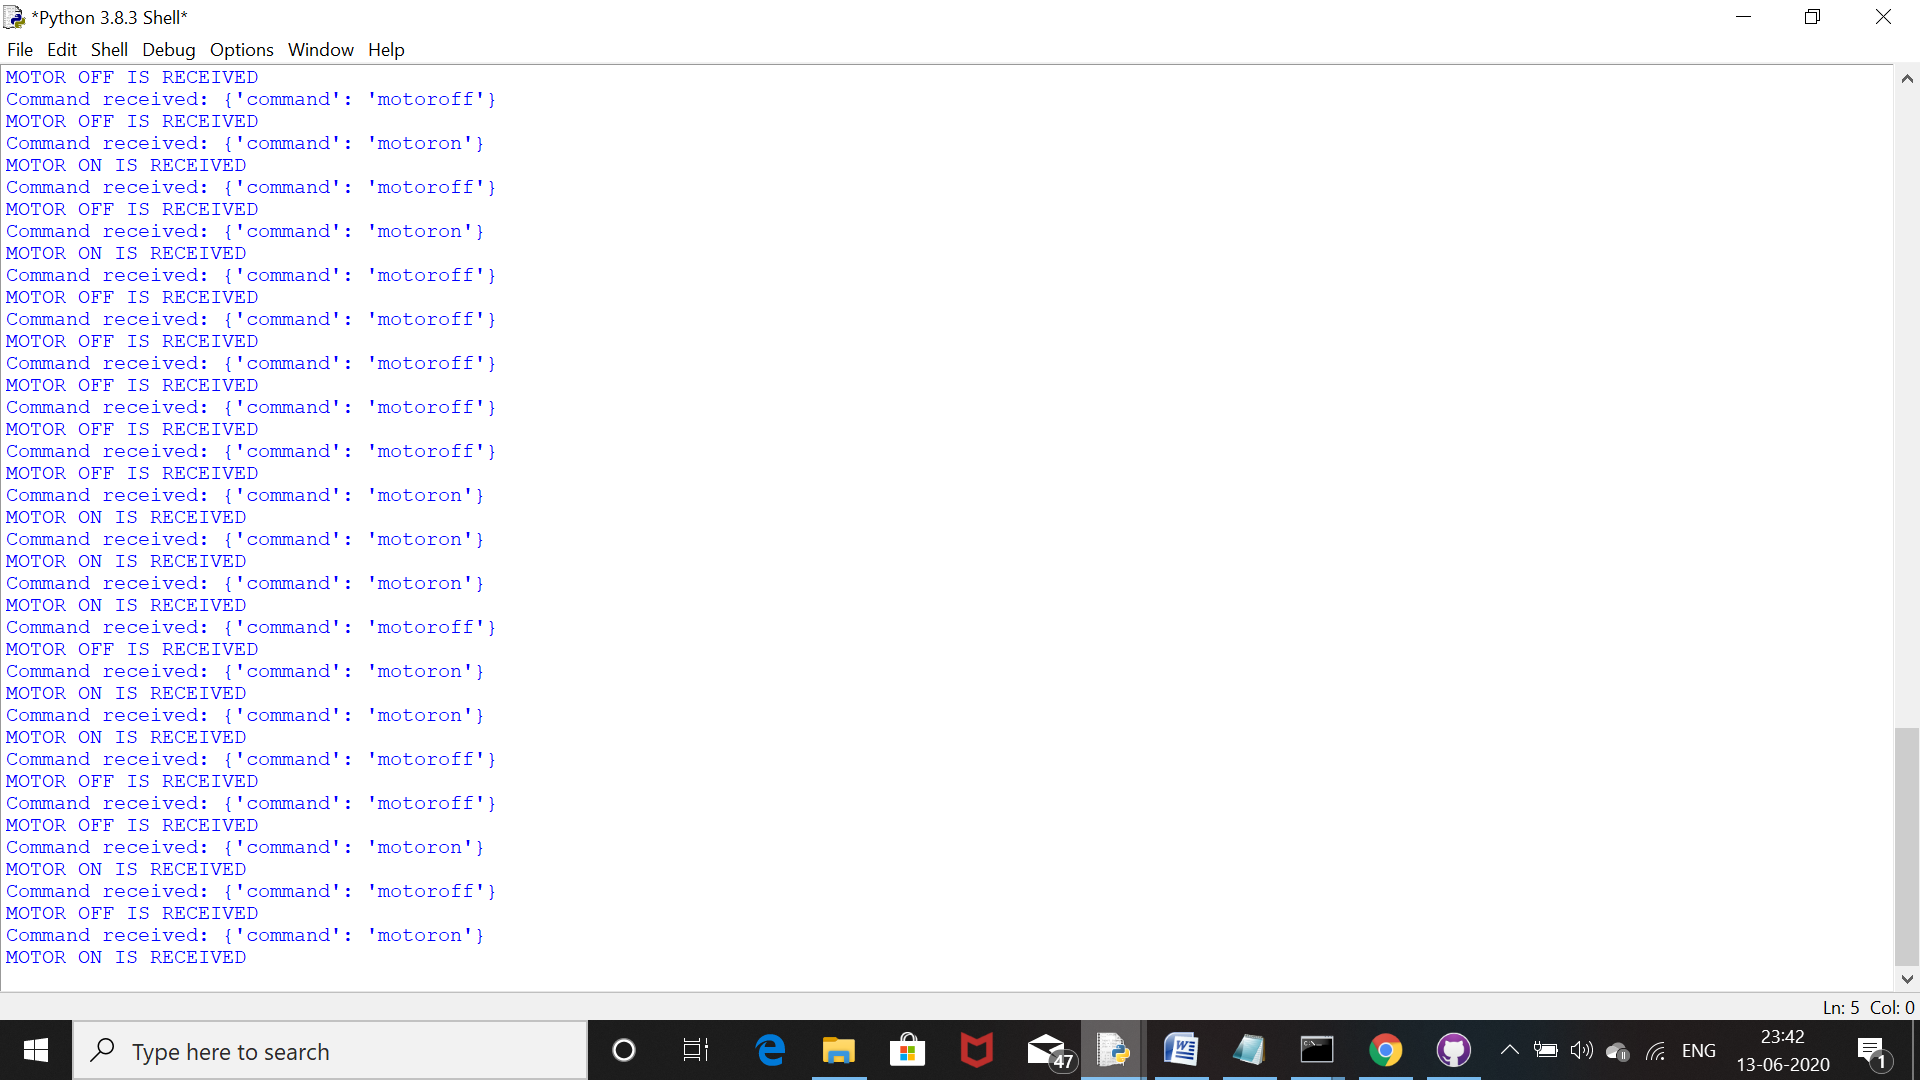 *Python 3.8.3 Shell*
File Edit Shell Debug Options Window Help
MOTOR OFF IS RECEIVED
Command received: {'command': 'motoroff'}
MOTOR OFF IS RECEIVED
Command received: {'command': 'motoron'}
MOTOR ON IS RECEIVED
Command received: {'command': 'motoroff'}
MOTOR OFF IS RECEIVED
Command received: {'command': 'motoron'}
MOTOR ON IS RECEIVED
Command received: {'command': 'motoroff'}
MOTOR OFF IS RECEIVED
Command received: {'command': 'motoroff'}
MOTOR OFF IS RECEIVED
Command received: {'command': 'motoroff'}
MOTOR OFF IS RECEIVED
Command received: {'command': 'motoroff'}
MOTOR OFF IS RECEIVED
Command received: {'command': 'motoroff'}
MOTOR OFF IS RECEIVED
Command received: {'command': 'motoron'}
MOTOR ON IS RECEIVED
Command received: {'command': 'motoron'}
MOTOR ON IS RECEIVED
Command received: {'command': 'motoron'}
MOTOR ON IS RECEIVED
Command received: {'command': 'motoroff'}
MOTOR OFF IS RECEIVED
Command received: {'command': 'motoron'}
MOTOR ON IS RECEIVED
Command received: {'command': 'motoron'}
MOTOR ON IS RECEIVED
Command received: {'command': 'motoroff'}
MOTOR OFF IS RECEIVED
Command received: {'command': 'motoroff'}
MOTOR OFF IS RECEIVED
Command received: {'command': 'motoron'}
MOTOR ON IS RECEIVED
Command received: {'command': 'motoroff'}
MOTOR OFF IS RECEIVED
Command received: {'command': 'motoron'}
MOTOR ON IS RECEIVED
Ln: 5 Col: 0
Type here to search
47
ENG
23:42
13-06-2020
1